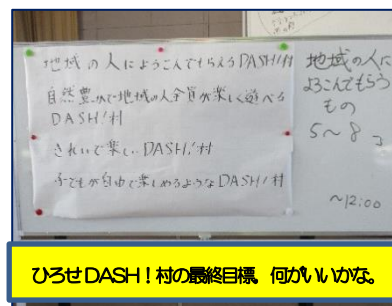 地域の人によろこんでもらえるDASH!村
自然豊かで地域の人全員が楽しく遊べる
DASH!村
きれいで楽しいDASH!村
子どもが自由で楽しめるようなDASH!村
地域の人に
よろこんでもらう
もの
5〜8コ
〜12:00
ひろせDASH！村の最終目標。何がいいかな。